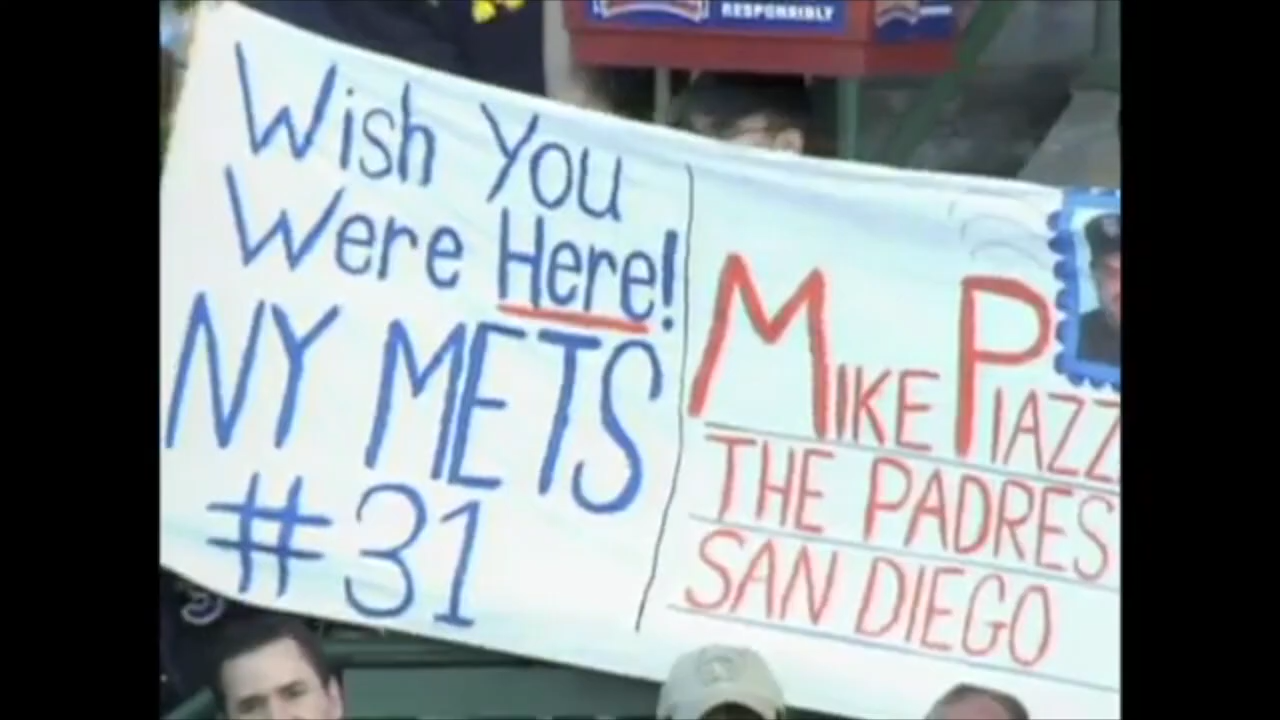 RESPONSIBLY
Wish You
Were Here!
NY METS
#31
MIKE PIAZZ
THE PADRES
SAN DIEGO